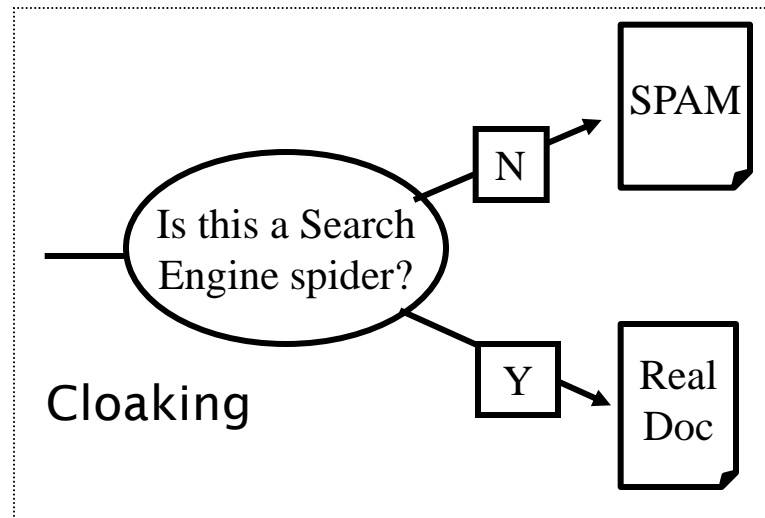 SPAM
N
Is this a Search
Engine spider?
Y
Real
Doc
Cloaking